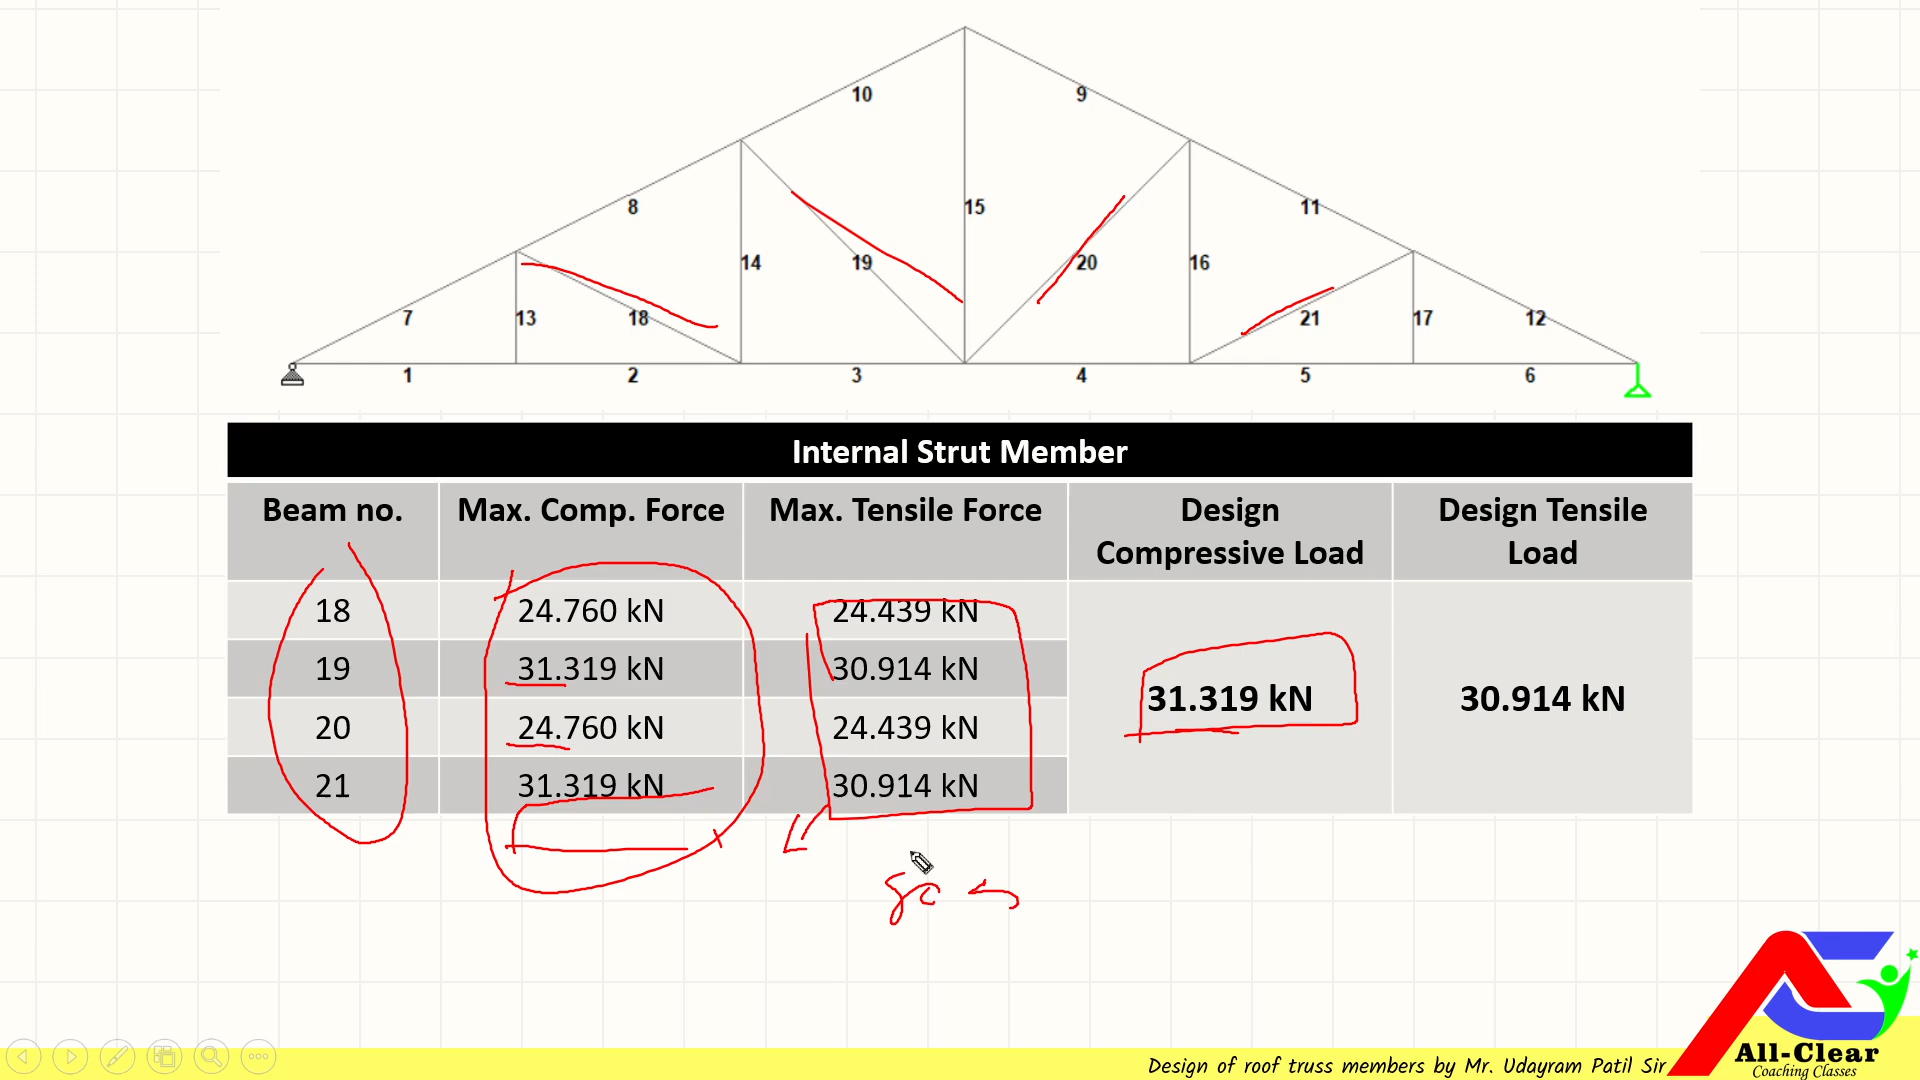 10
9
8
15
11
14
19
20
16
7
13
18
21
17
12
1
2
3
4
5
6
Internal Strut Member
Beam no. Max. Comp. Force Max. Tensile Force Design Compressive Load Design Tensile Load
18 24.760 kN 24.439 kN
19 31.319 kN 30.914 kN
31.319 kN 30.914 kN
20 24.760 kN 24.439 kN
21 31.319 kN 30.914 kN
All-Clear
Coaching Classes
Design of roof truss members by Mr. Udayram Patil Sir